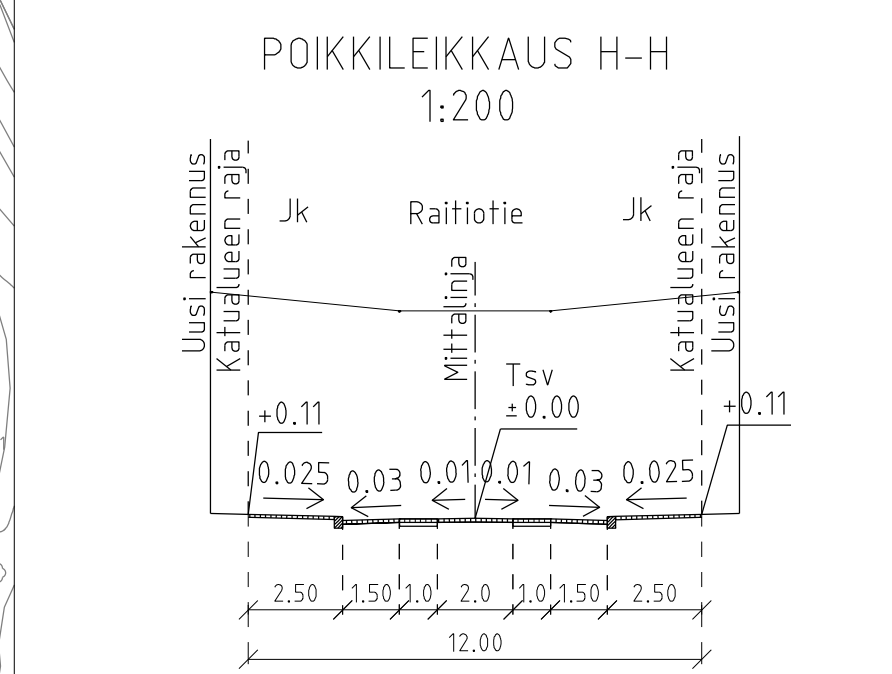 POIKKILEIKKAUS H-H
1:200
Uusi rakennus
Katualueen raja
Jk
Raitiotie
Jk
Katualueen raja
Uusi rakennus
Mittalinja
Tsv
±0.00
+0.11
+0.11
0.025
0.03
0.01
0.01
0.03
0.025
2.50
1.50
1.0
2.0
1.0
1.50
2.50
12.00